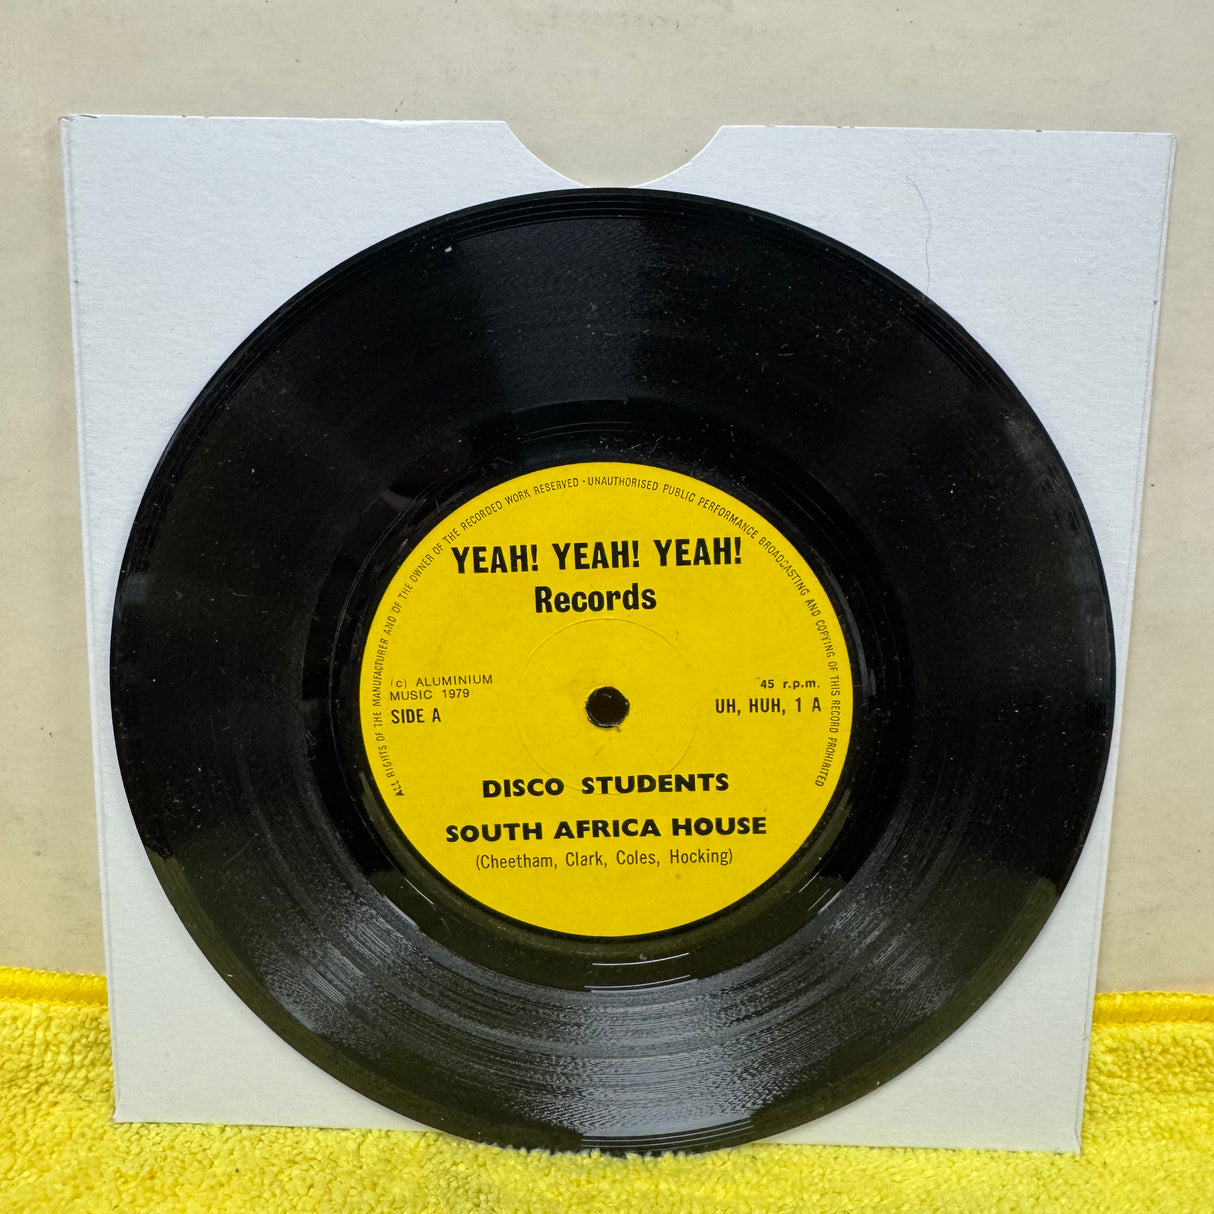 ALL RIGHTS OF THE MANUFACTURER AND OF THE OWNER OF THE RECORDED WORK RESERVED · UNAUTHORISED PUBLIC PERFORMANCE BROADCASTING AND COPYING OF THIS RECORD PROHIBITED
YEAH! YEAH! YEAH!
Records
(c) ALUMINIUM
MUSIC 1979
SIDE A
45 r.p.m.
UH, HUH, 1 A
DISCO STUDENTS
SOUTH AFRICA HOUSE
(Cheetham, Clark, Coles, Hocking)